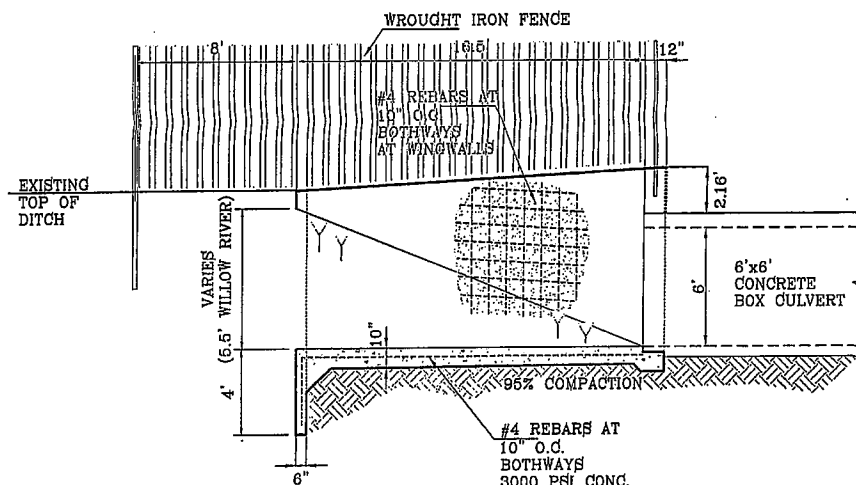 WROUGHT IRON FENCE
8'
16.5'
12"
#4 REBARS AT
10" O.C.
BOTHWAYS
AT WINGWALLS
EXISTING
TOP OF
DITCH
2.16'
VARIES
(5.5' WILLOW RIVER)
6'
6'x6'
CONCRETE
BOX CULVERT
10"
4'
95% COMPACTION
#4 REBARS AT
10" O.C.
BOTHWAYS
3000 PSI CONC.
6"